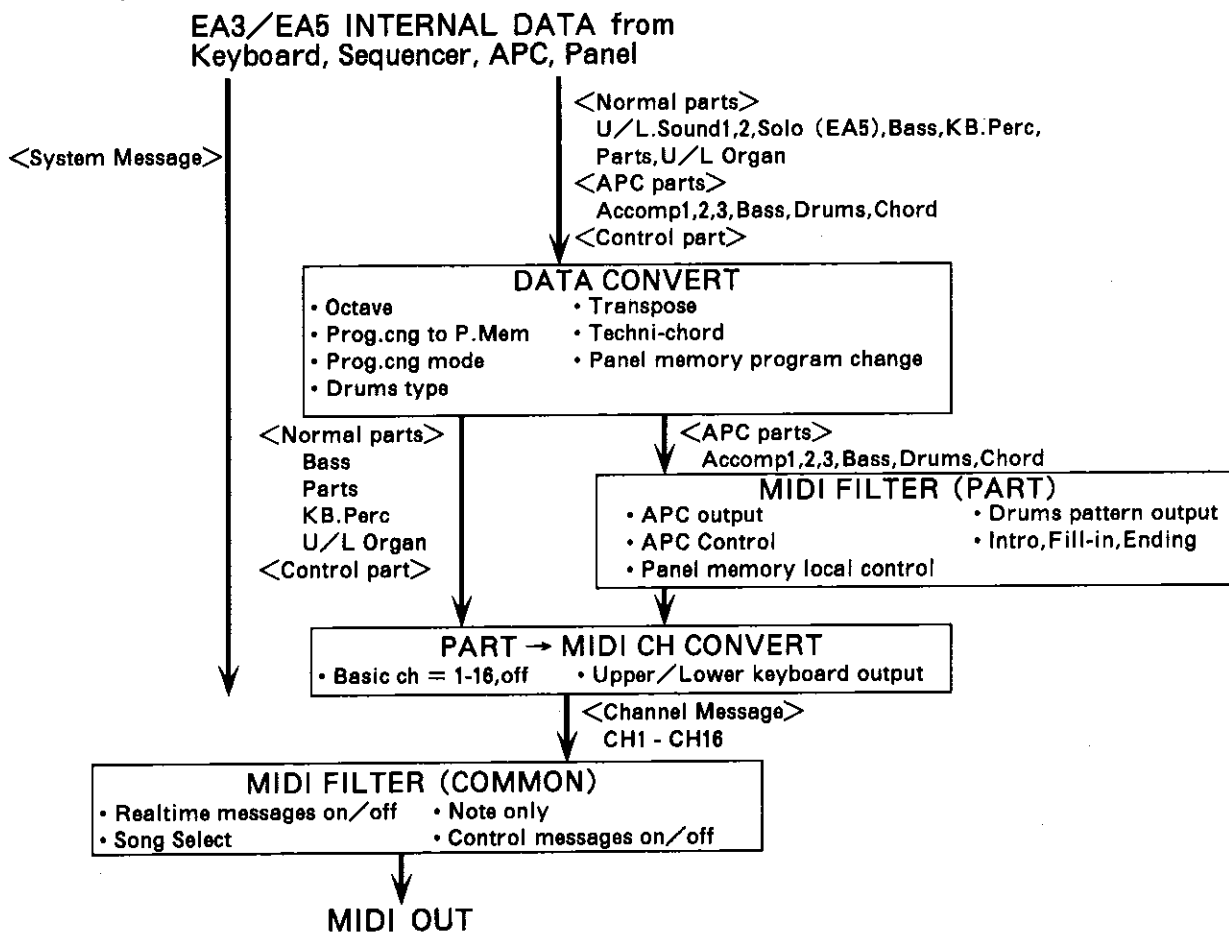 EA3/EA5 INTERNAL DATA from
Keyboard, Sequencer, APC, Panel
<System Message>
<Normal parts>
U/L.Sound1,2,Solo (EA5),Bass,KB.Perc,
Parts,U/L Organ
<APC parts>
Accomp1,2,3,Bass,Drums,Chord
<Control part>
DATA CONVERT
• Octave
• Prog.cng to P.Mem
• Prog.cng mode
• Drums type
• Transpose
• Techni-chord
• Panel memory program change
<Normal parts>
Bass
Parts
KB.Perc
U/L Organ
<Control part>
<APC parts>
Accomp1,2,3,Bass,Drums,Chord
MIDI FILTER (PART)
• APC output
• APC Control
• Panel memory local control
• Drums pattern output
• Intro,Fill-in,Ending
PART → MIDI CH CONVERT
• Basic ch = 1-16,off
• Upper/Lower keyboard output
<Channel Message>
CH1 - CH16
MIDI FILTER (COMMON)
• Realtime messages on/off
• Song Select
• Note only
• Control messages on/off
MIDI OUT